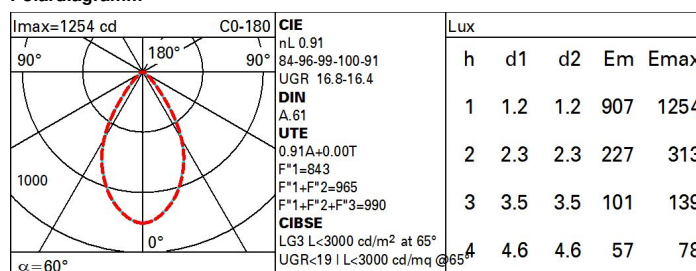 Imax=1254 cd C0-180
90° 180° 90°
1000
0°
α=60°
CIE
nL 0.91
84-96-99-100-91
UGR 16.8-16.4
DIN
A.61
UTE
0.91A+0.00T
F"1=843
F"1+F"2=965
F"1+F"2+F"3=990
CIBSE
LG3 L<3000 cd/m² at 65°
UGR<19 | L<3000 cd/mq @65°
Lux
h d1 d2 Em Emax
1 1.2 1.2 907 1254
2 2.3 2.3 227 313
3 3.5 3.5 101 139
4 4.6 4.6 57 78